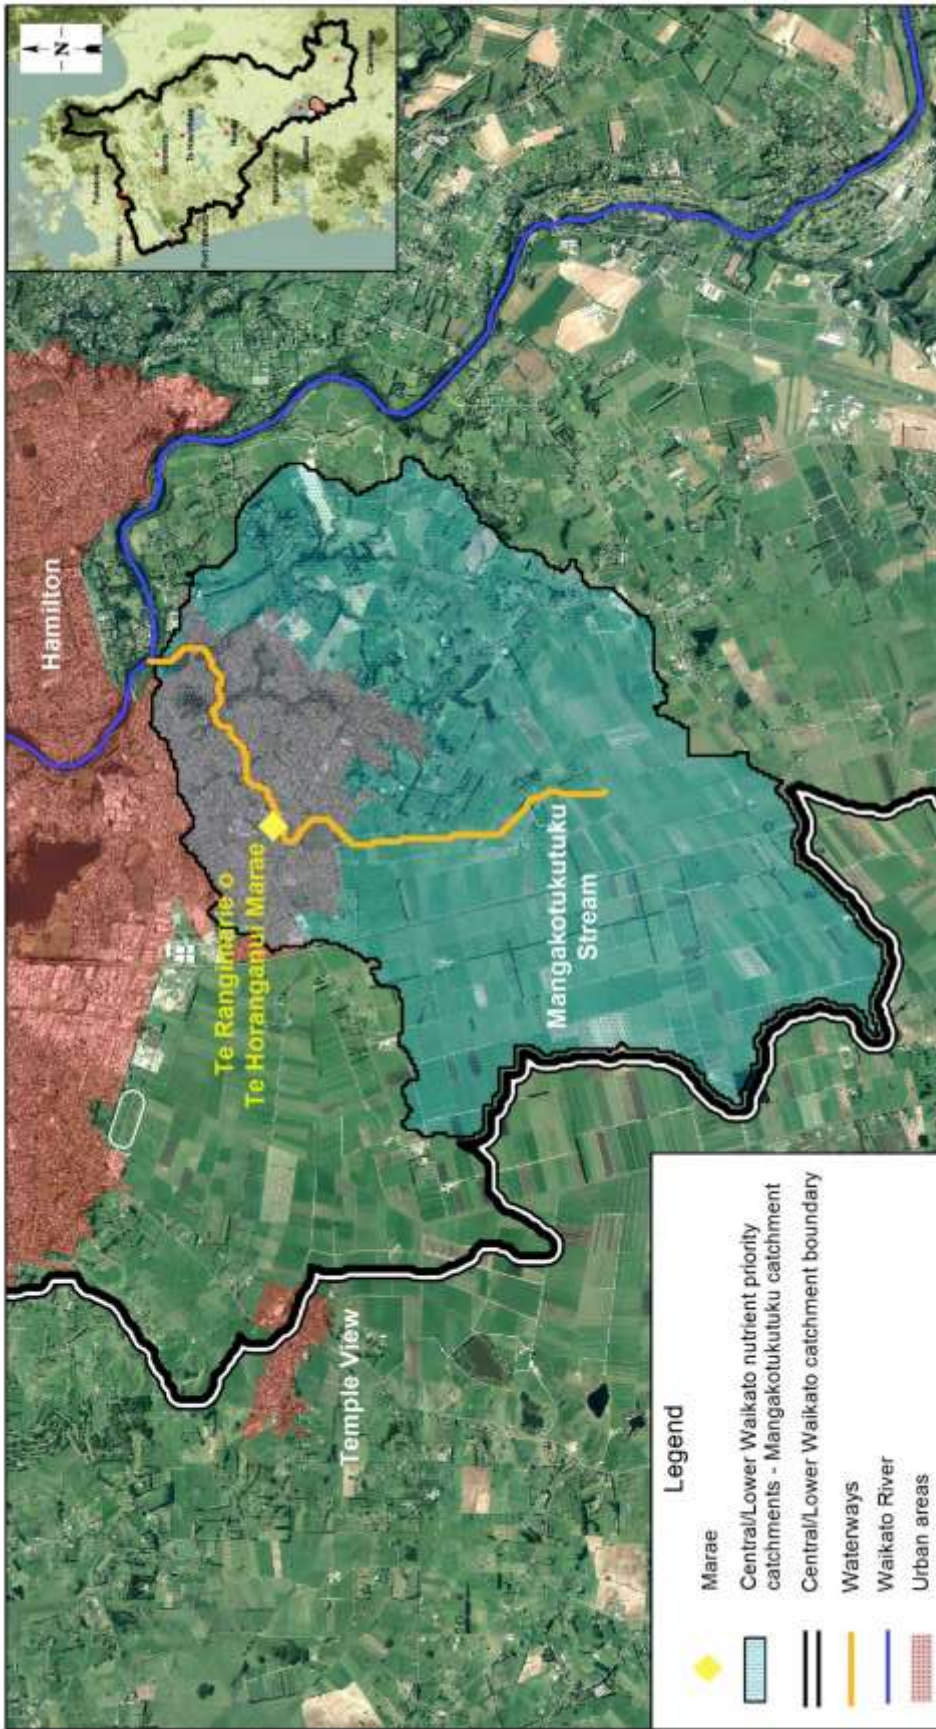 N
Hamilton
Te Rangimarie o
Te Horanganui Marae
Mangakotukutuku
Stream
Temple View
Legend
Marae
Central/Lower Waikato nutrient priority
catchments - Mangakotukutuku catchment
Central/Lower Waikato catchment boundary
Waterways
Waikato River
Urban areas